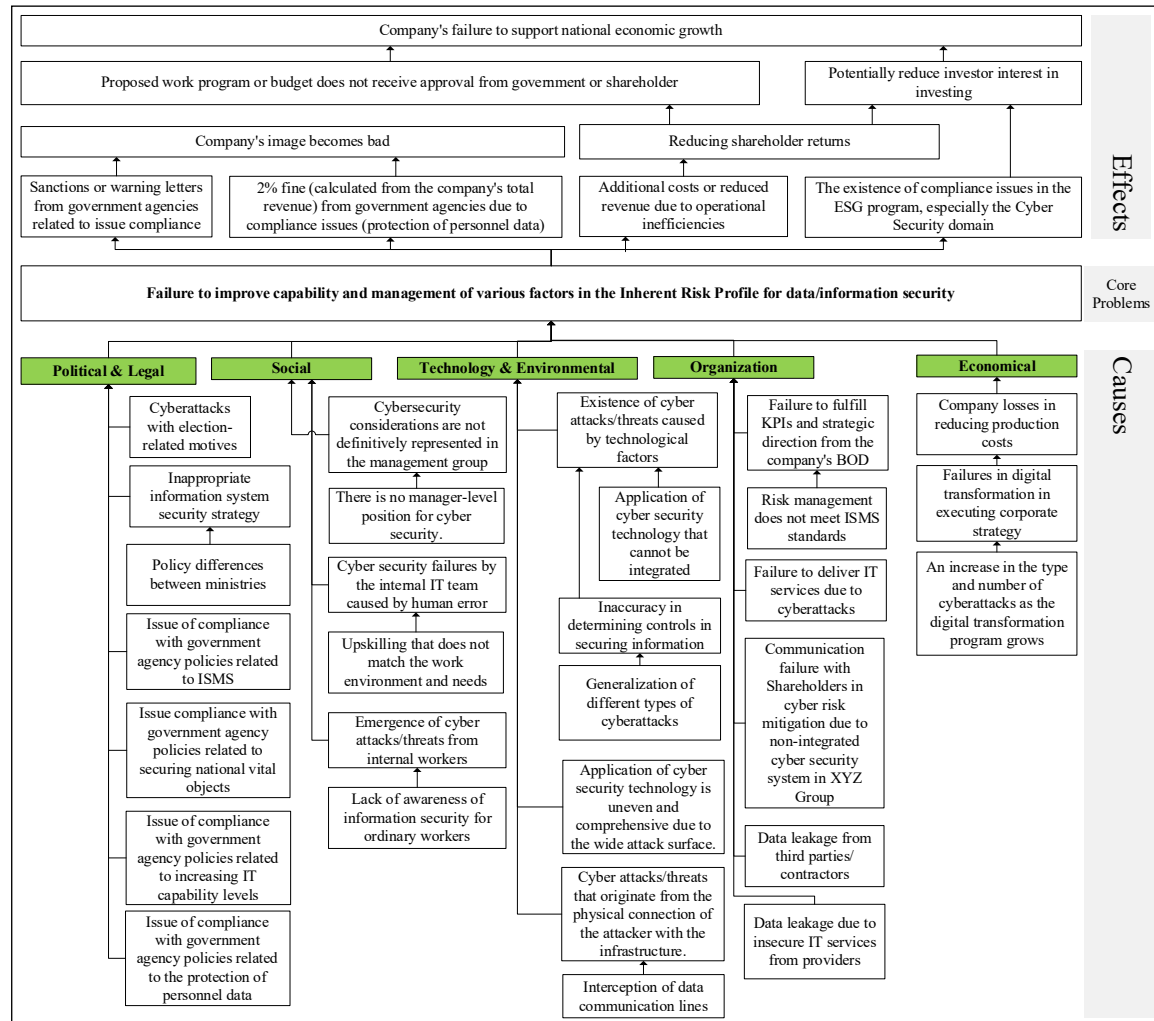 Company's failure to support national economic growth
Proposed work program or budget does not receive approval from government or shareholder
Potentially reduce investor interest in
investing
Company's image becomes bad
Reducing shareholder returns
Sanctions or warning letters
from government agencies
related to issue compliance
2% fine (calculated from the company's total
revenue) from government agencies due to
compliance issues (protection of personnel data)
Additional costs or reduced
revenue due to operational
inefficiencies
The existence of compliance issues in the
ESG program, especially the Cyber
Security domain
Effects
Failure to improve capability and management of various factors in the Inherent Risk Profile for data/information security
Core
Problems
Causes
Political & Legal
Cyberattacks
with election-
related motives
Inappropriate
information system
security strategy
Policy differences
between ministries
Issue of compliance
with government
agency policies related
to ISMS
Issue compliance with
government agency
policies related to
securing national vital
objects
Issue of compliance
with government
agency policies related
to increasing IT
capability levels
Issue of compliance
with government
agency policies related
to the protection of
personnel data
Social
Cybersecurity
considerations are not
definitively represented in
the management group
There is no manager-level
position for cyber
security.
Cyber security failures by
the internal IT team
caused by human error
Upskilling that does not
match the work
environment and needs
Emergence of cyber
attacks/threats from
internal workers
Lack of awareness of
information security for
ordinary workers
Technology & Environmental
Existence of cyber
attacks/threats caused
by technological
factors
Application of
cyber security
technology that
cannot be
integrated
Inaccuracy in
determining controls in
securing information
Generalization of
different types of
cyberattacks
Application of cyber
security technology is
uneven and
comprehensive due to
the wide attack surface.
Cyber attacks/threats
that originate from the
physical connection of
the attacker with the
infrastructure.
Interception of data
communication lines
Organization
Failure to fulfill
KPIs and strategic
direction from the
company's BOD
Risk management
does not meet ISMS
standards
Failure to deliver IT
services due to
cyberattacks
Communication
failure with
Shareholders in
cyber risk
mitigation due to
non-integrated
cyber security
system in XYZ
Group
Data leakage from
third parties/
contractors
Data leakage due to
insecure IT services
from providers
Economical
Company losses in
reducing production
costs
Failures in digital
transformation in
executing corporate
strategy
An increase in the type
and number of
cyberattacks as the
digital transformation
program grows